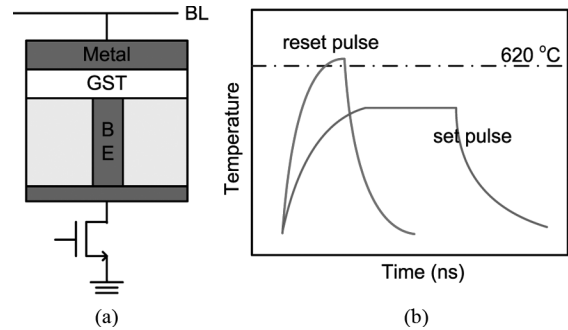 BL
Metal
GST
B
E
(a)
reset pulse
620 °C
set pulse
Temperature
Time (ns)
(b)